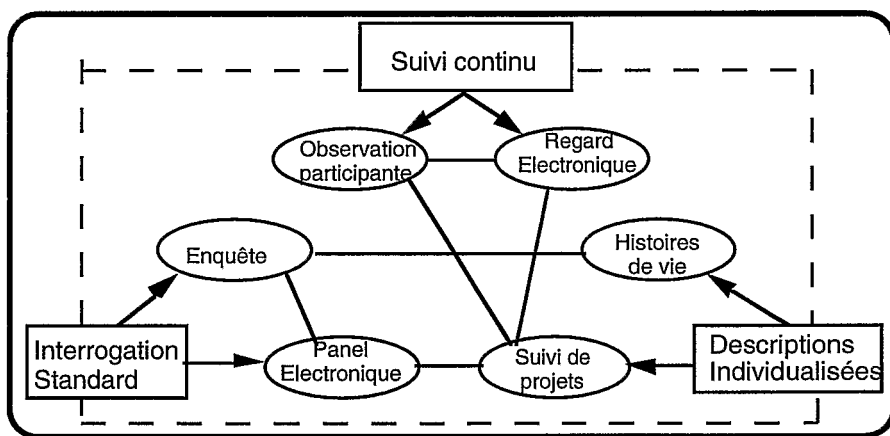 Suivi continu
Observation
participante
Regard
Electronique
Enquête
Histoires
de vie
Interrogation
Standard
Panel
Electronique
Suivi de
projets
Descriptions
Individualisées